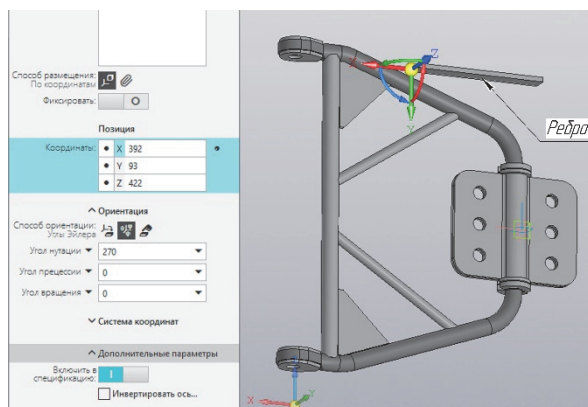 Способ размещения:
По координатам
Фиксировать:
Позиция
Координаты: X 392
Y 93
Z 422
Ориентация
Способ ориентации:
Углы Эйлера
Угол нутации 270
Угол прецессии 0
Угол вращения 0
Система координат
Дополнительные параметры
Включить в
спецификацию:
Инвертировать ось...
X
Z
Y
Ребро
X
Y